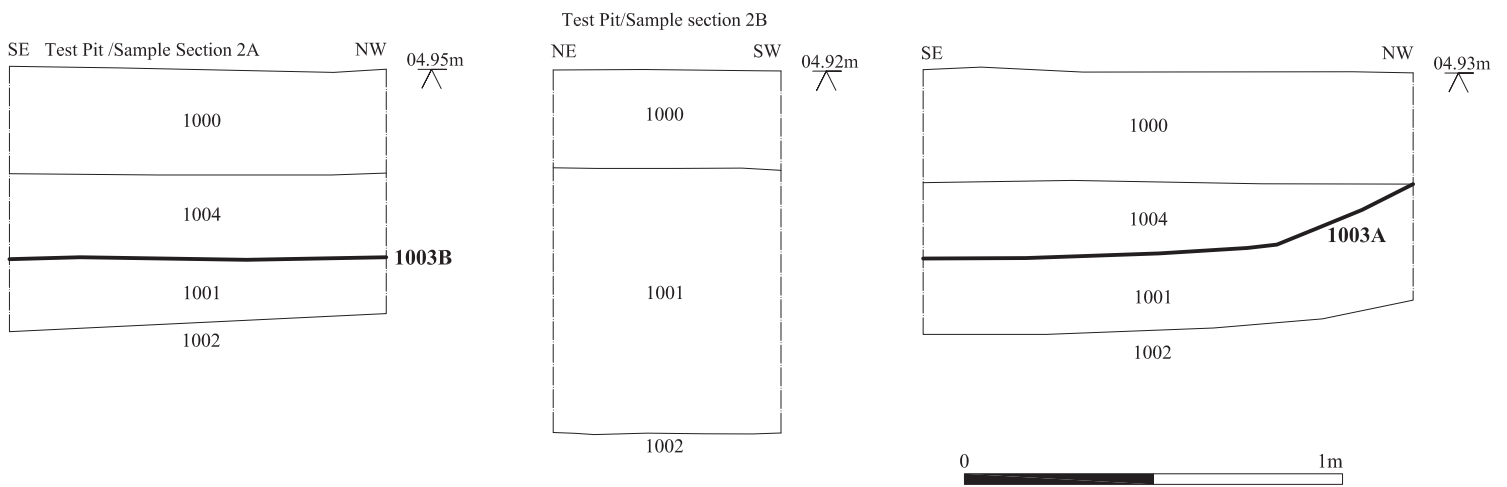 Test Pit/Sample section 2B
SE Test Pit /Sample Section 2A NW
04.95m
NE SW
04.92m
SE NW
04.93m
1000
1004
1003B
1001
1002
1000
1001
1002
1000
1004
1003A
1001
1002
0 1m